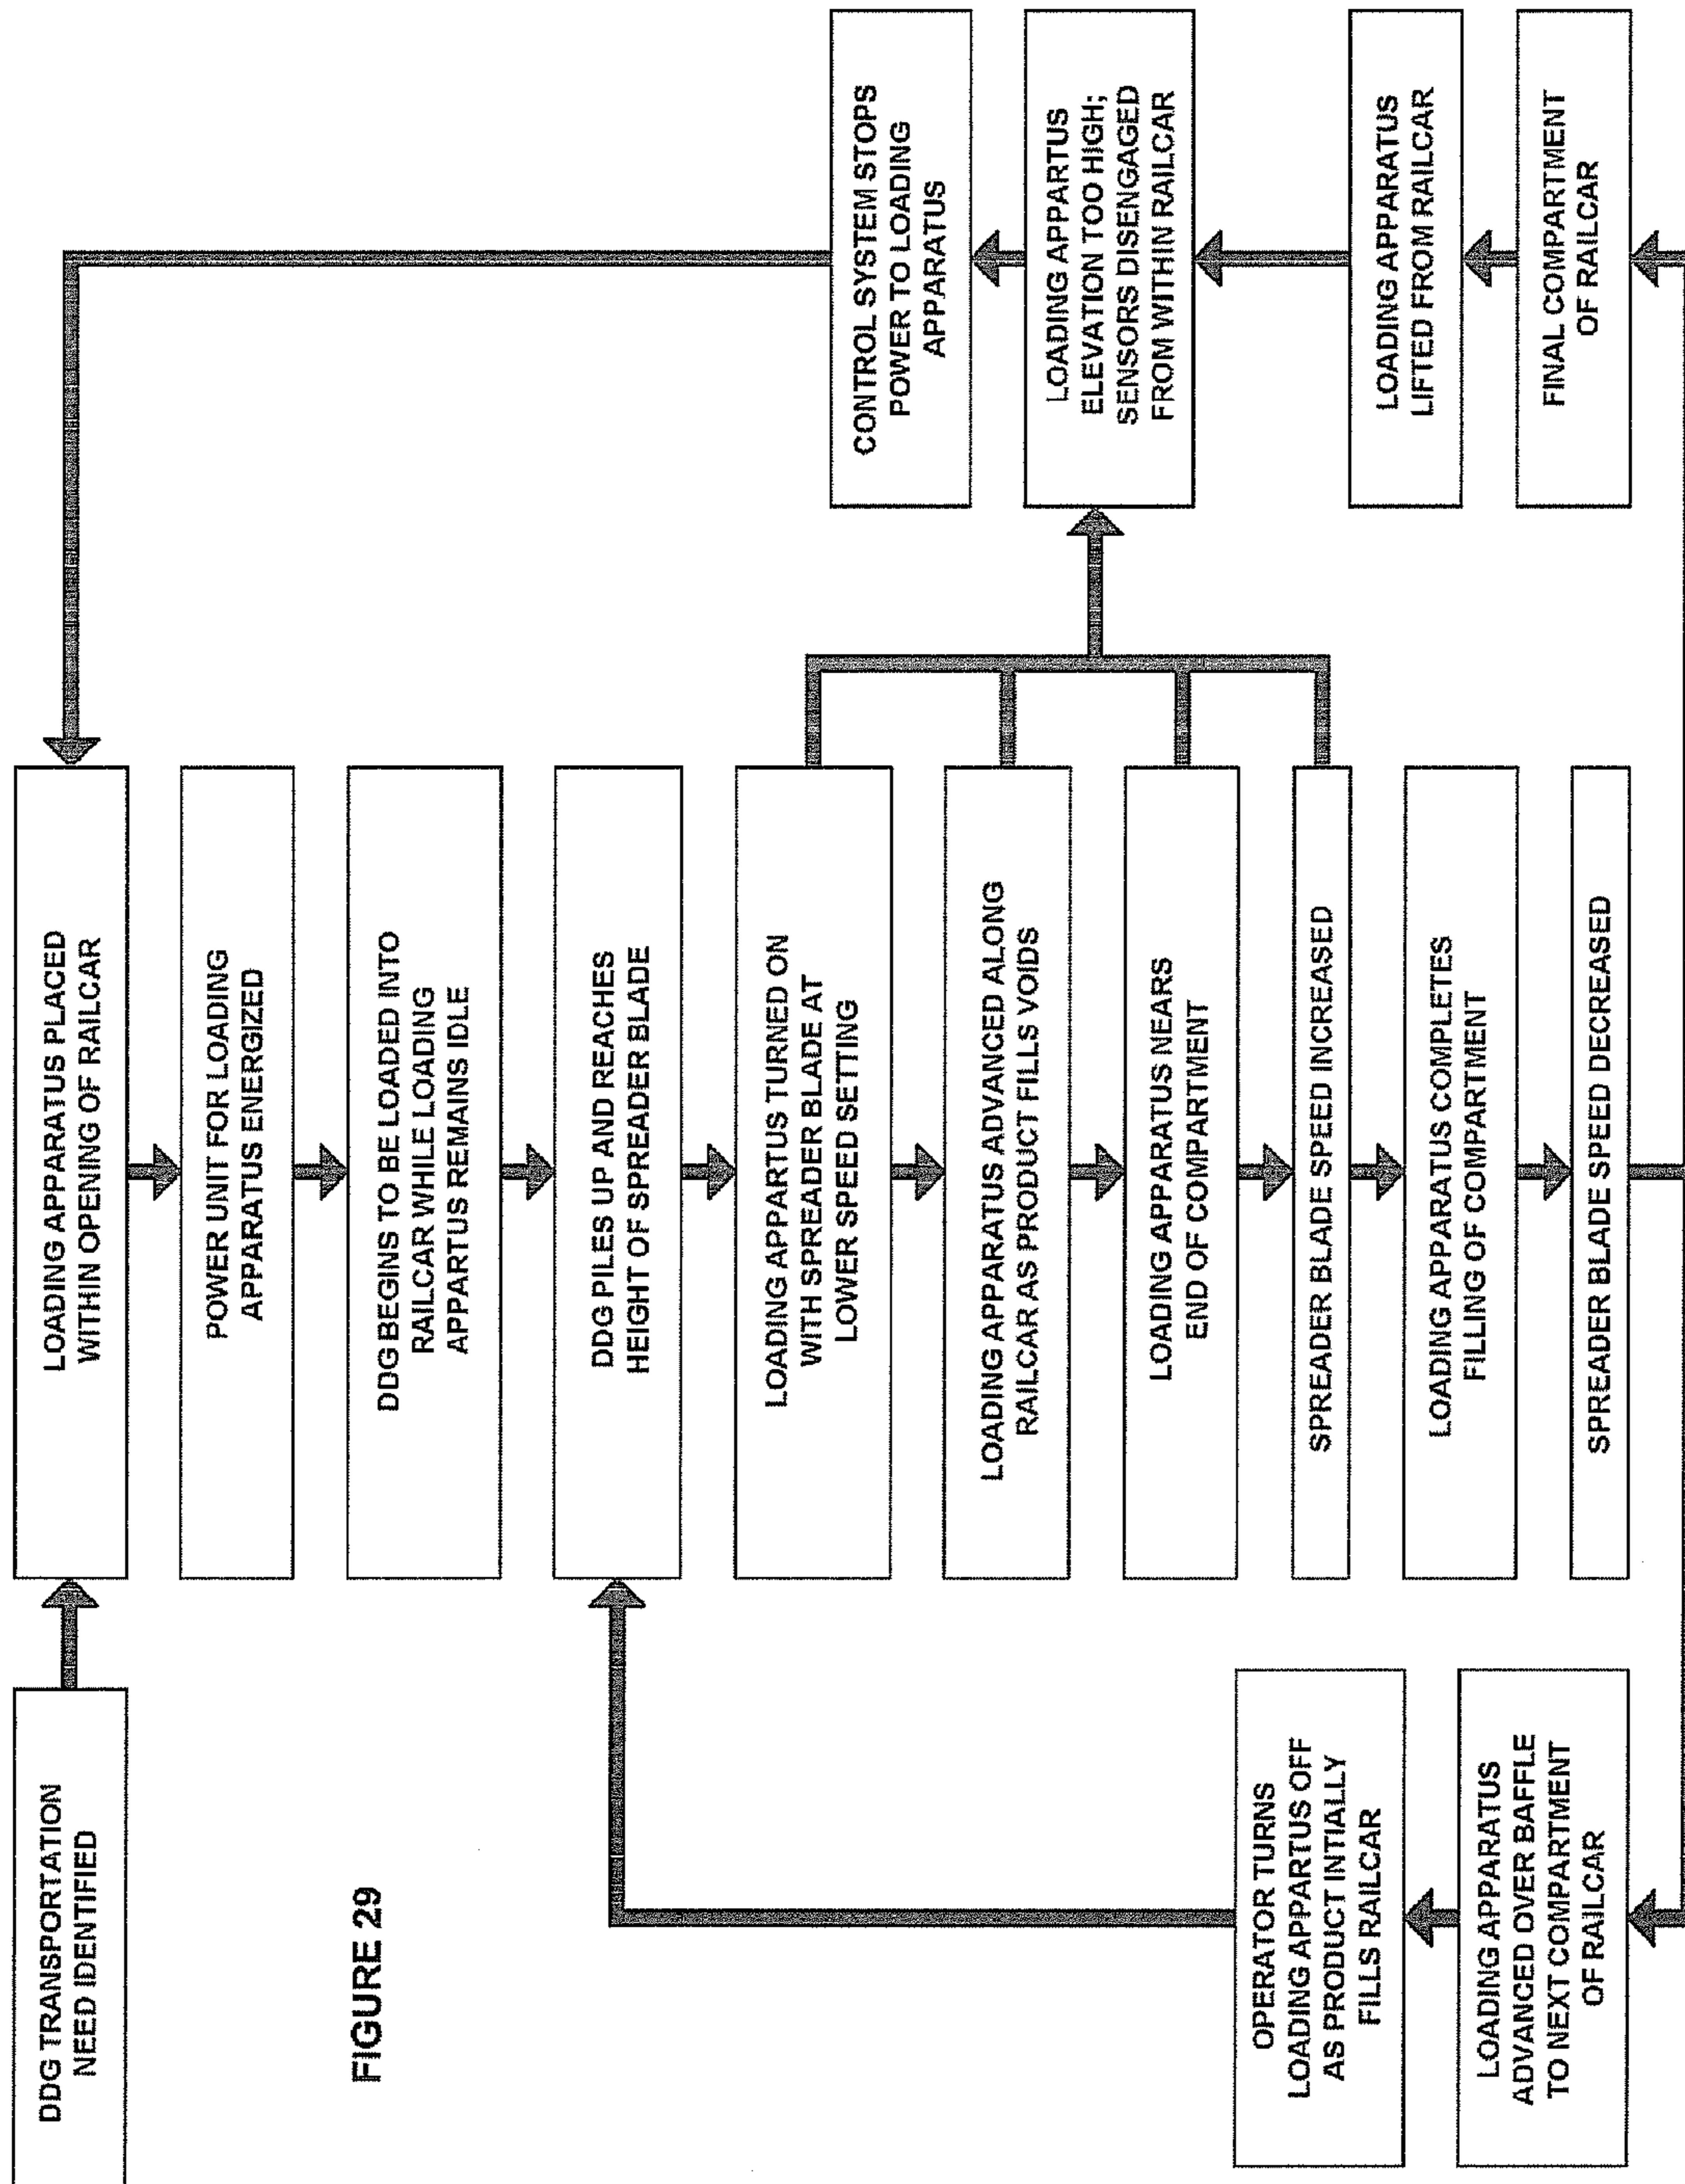 DDG TRANSPORTATION
NEED IDENTIFIED
LOADING APPARATUS PLACED
WITHIN OPENING OF RAILCAR
POWER UNIT FOR LOADING
APPARATUS ENERGIZED
DDG BEGINS TO BE LOADED INTO
RAILCAR WHILE LOADING
APPARTUS REMAINS IDLE
DDG PILES UP AND REACHES
HEIGHT OF SPREADER BLADE
LOADING APPARTUS TURNED ON
WITH SPREADER BLADE AT
LOWER SPEED SETTING
LOADING APPARATUS ADVANCED ALONG
RAILCAR AS PRODUCT FILLS VOIDS
LOADING APPARATUS NEARS
END OF COMPARTMENT
SPREADER BLADE SPEED INCREASED
LOADING APPARATUS COMPLETES
FILLING OF COMPARTMENT
SPREADER BLADE SPEED DECREASED
FIGURE 29
OPERATOR TURNS
LOADING APPARTUS OFF
AS PRODUCT INTIALLY
FILLS RAILCAR
LOADING APPARATUS
ADVANCED OVER BAFFLE
TO NEXT COMPARTMENT
OF RAILCAR
CONTROL SYSTEM STOPS
POWER TO LOADING
APPARATUS
LOADING APPARTUS
ELEVATION TOO HIGH;
SENSORS DISENGAGED
FROM WITHIN RAILCAR
LOADING APPARATUS
LIFTED FROM RAILCAR
FINAL COMPARTMENT
OF RAILCAR